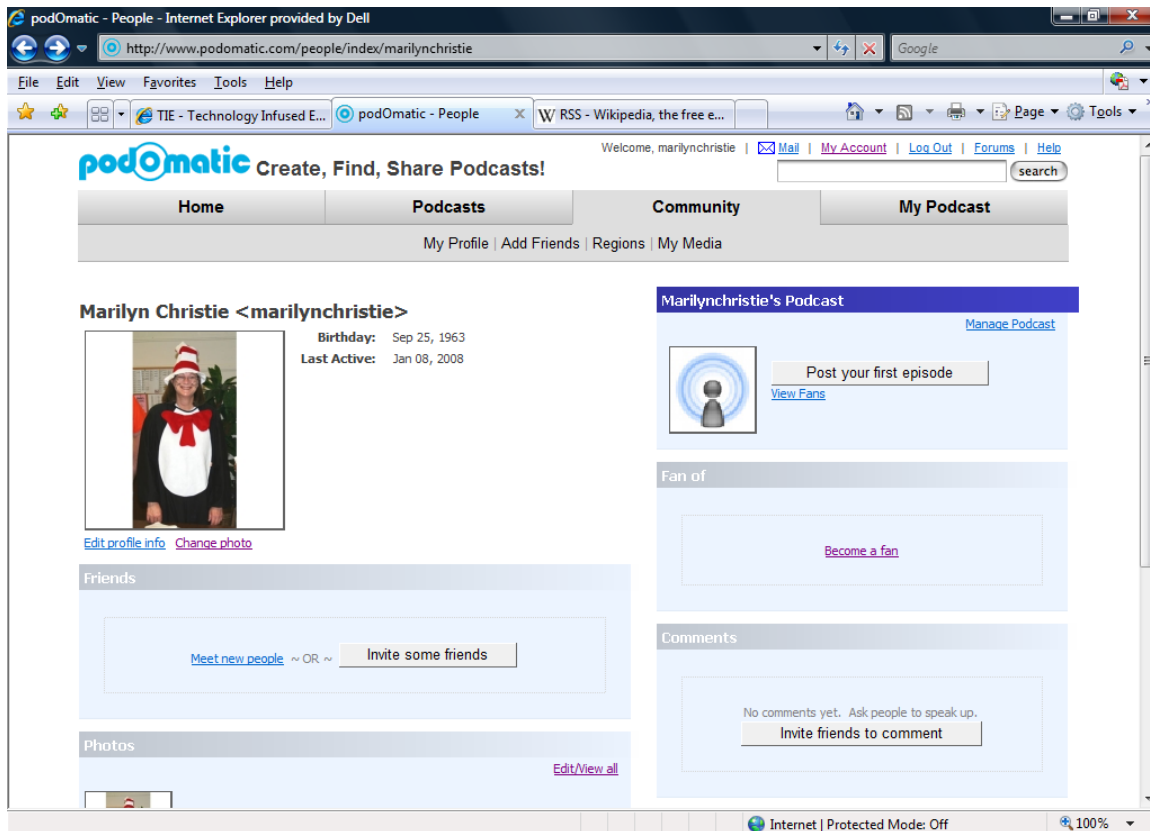 podOmatic - People - Internet Explorer provided by Dell
http://www.podomatic.com/people/index/marilynchristie
Google
File Edit View Favorites Tools Help
TIE - Technology Infused E... podOmatic - People X W RSS - Wikipedia, the free e... Page Tools
Welcome, marilynchristie | Mail | My Account | Log Out | Forums | Help
podOmatic Create, Find, Share Podcasts!
search
Home Podcasts Community My Podcast
My Profile | Add Friends | Regions | My Media
Marilyn Christie <marilynchristie>
Birthday: Sep 25, 1963
Last Active: Jan 08, 2008
Edit profile info Change photo
Friends
Meet new people ~ OR ~ Invite some friends
Photos
Edit/View all
Marilynchristie's Podcast
Manage Podcast
Post your first episode
View Fans
Fan of
Become a fan
Comments
No comments yet. Ask people to speak up.
Invite friends to comment
Internet | Protected Mode: Off 100%